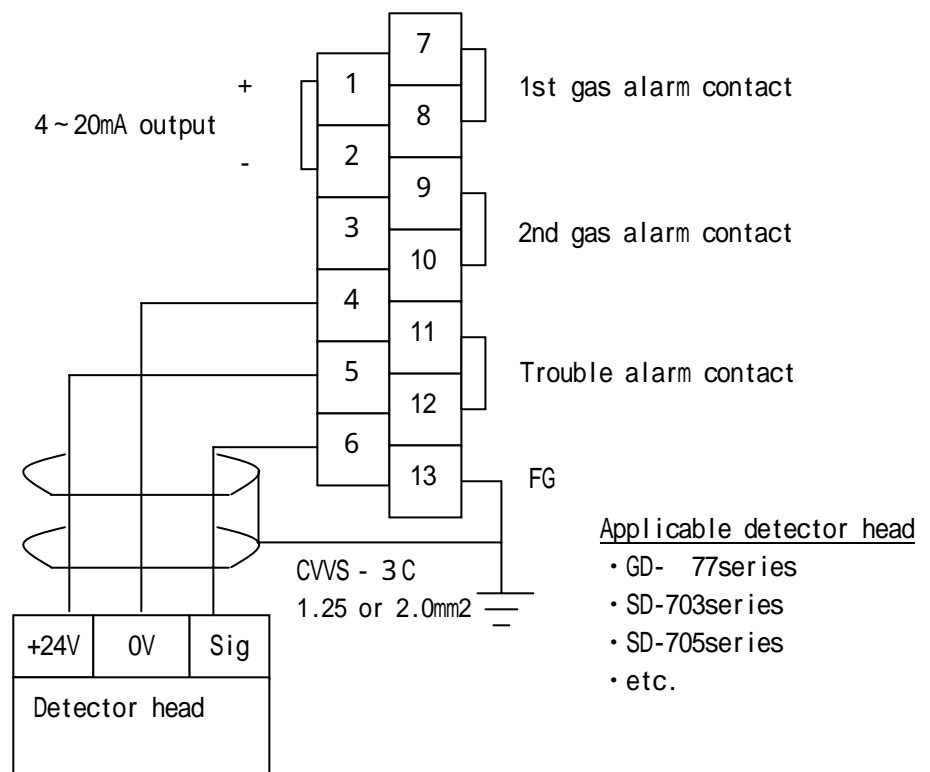 7
1
+
1st gas alarm contact
8
4~20mA output
2
-
9
3
2nd gas alarm contact
10
4
11
5
Trouble alarm contact
12
6
13
FG
Applicable detector head
・GD- 77series
・SD-703series
・SD-705series
・etc.
CVVS - 3C
1.25 or 2.0mm2
+24V
0V
Sig
Detector head